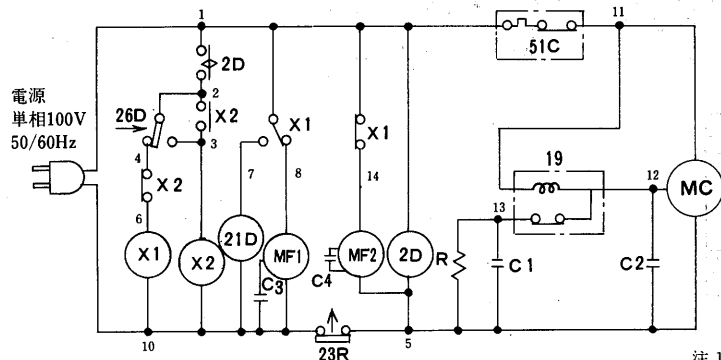 1
11
51C
2D
2
電源
単相100V
50/60Hz
26D
X2
X1
X1
3
4
19
X2
7
8
14
12
MC
13
6
X1
X2
21D
MF1
MF2
2D
R
C1
C2
C3
C4
10
23R
5
注1